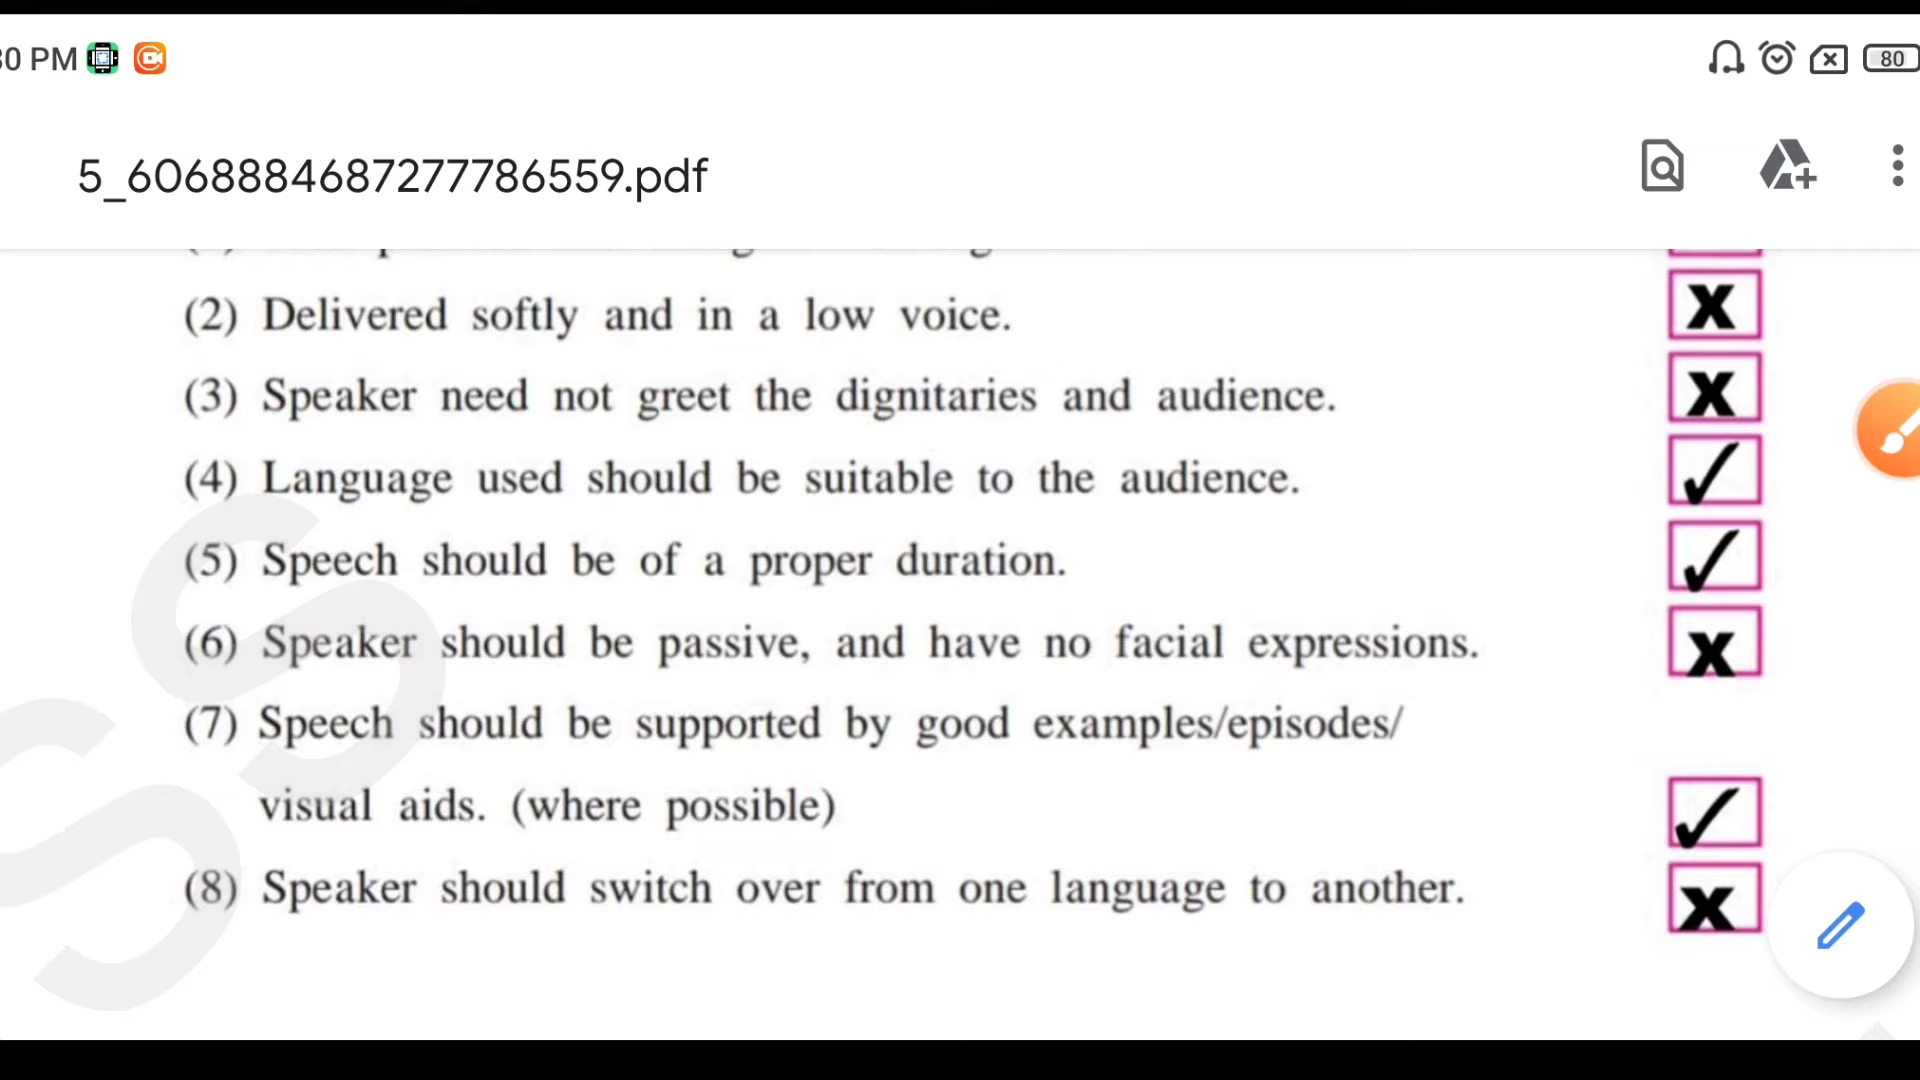 30 PM
80
5_6068884687277786559.pdf
(2) Delivered softly and in a low voice. X
(3) Speaker need not greet the dignitaries and audience. X
(4) Language used should be suitable to the audience. ✓
(5) Speech should be of a proper duration. ✓
(6) Speaker should be passive, and have no facial expressions. X
(7) Speech should be supported by good examples/episodes/
visual aids. (where possible) ✓
(8) Speaker should switch over from one language to another. X
SS